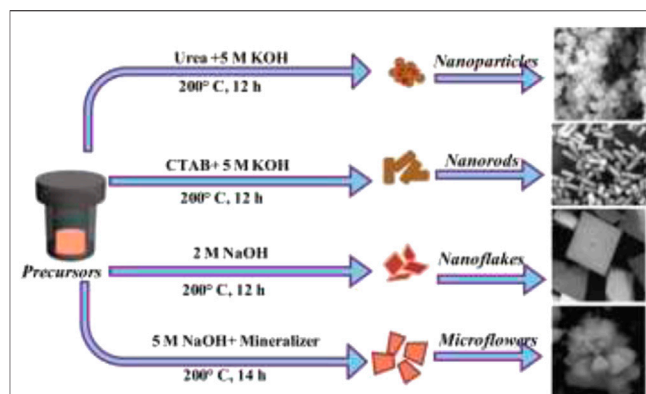 Urea +5 M KOH
200° C, 12 h
Nanoparticles
CTAB+ 5 M KOH
200° C, 12 h
Nanorods
Precursors
2 M NaOH
200° C, 12 h
Nanoflakes
5 M NaOH+ Mineralizer
200° C, 14 h
Microflowers